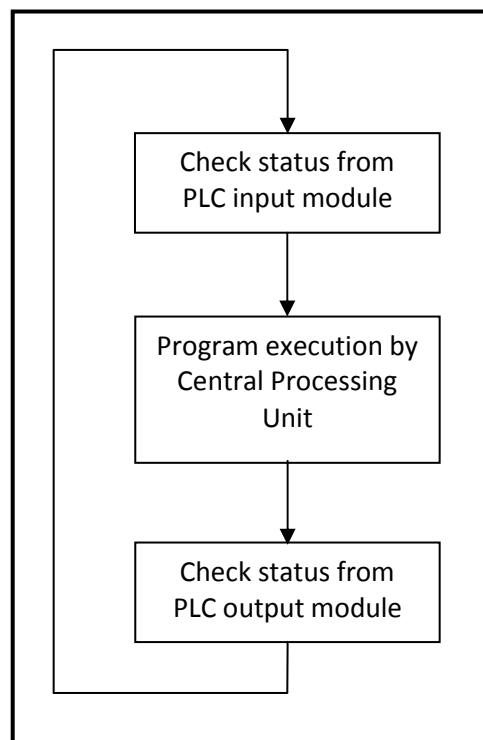 Check status from
PLC input module
Program execution by
Central Processing
Unit
Check status from
PLC output module